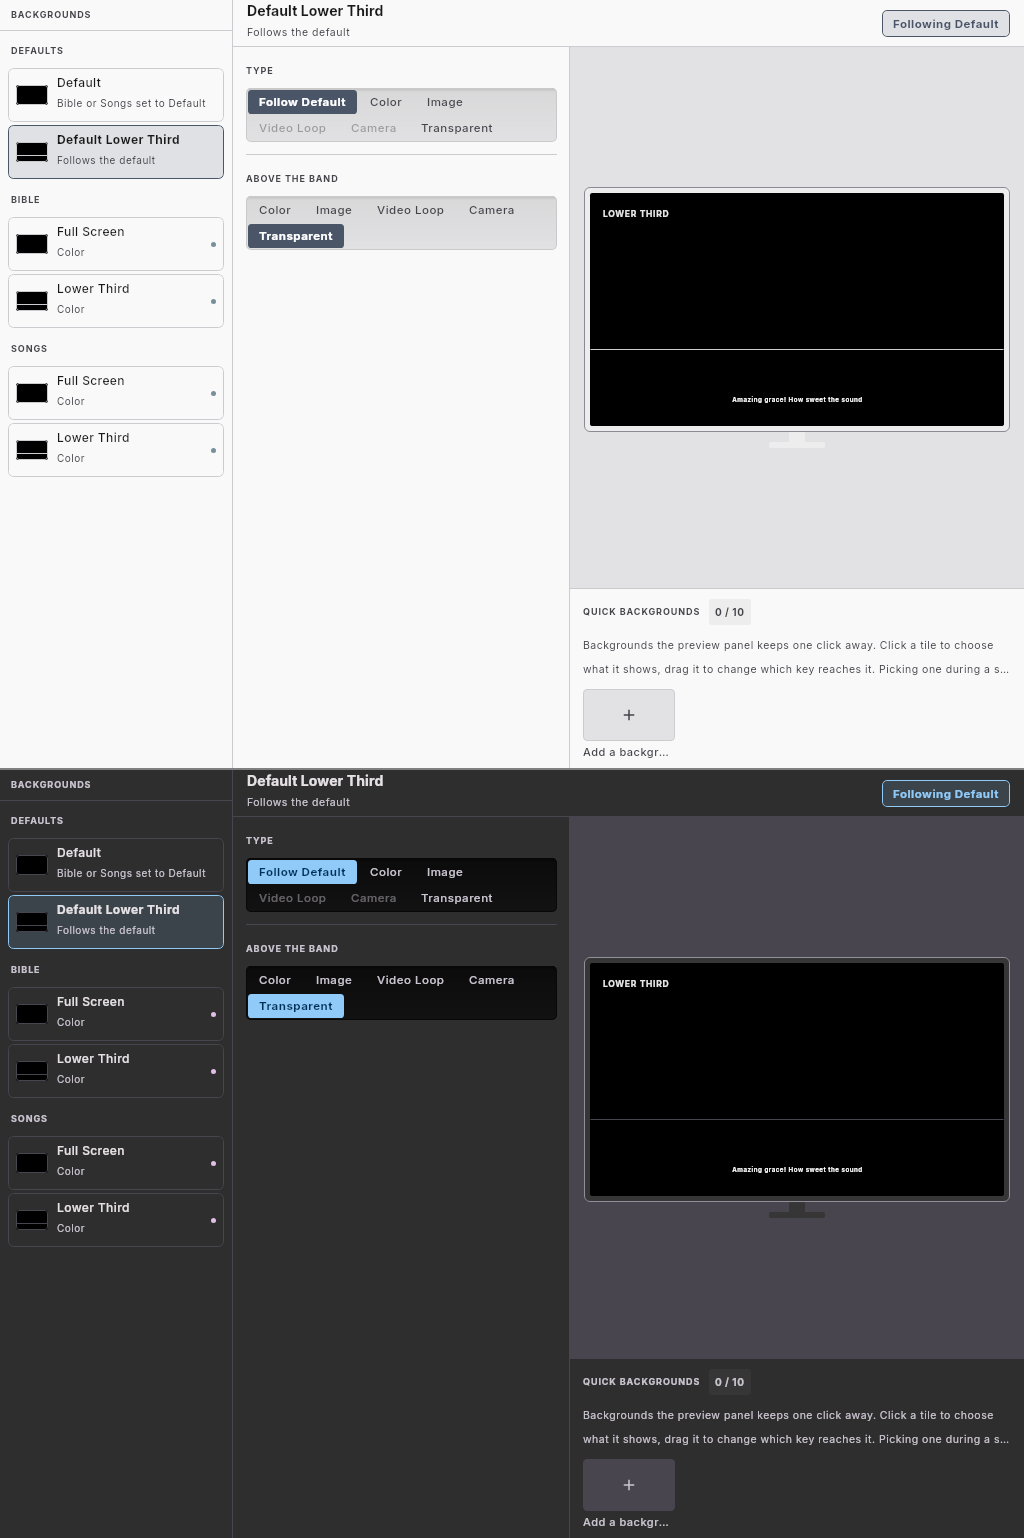 BACKGROUNDS
DEFAULTS
Default
Bible or Songs set to Default
Default Lower Third
Follows the default
BIBLE
Full Screen
Color
Lower Third
Color
SONGS
Full Screen
Color
Lower Third
Color
Default Lower Third
Follows the default
Following Default
TYPE
Follow Default Color Image
Video Loop Camera Transparent
ABOVE THE BAND
Color Image Video Loop Camera
Transparent
LOWER THIRD
Amazing grace! How sweet the sound
QUICK BACKGROUNDS 0 / 10
Backgrounds the preview panel keeps one click away. Click a tile to choose
what it shows, drag it to change which key reaches it. Picking one during a s...
+
Add a backgr...
BACKGROUNDS
DEFAULTS
Default
Bible or Songs set to Default
Default Lower Third
Follows the default
BIBLE
Full Screen
Color
Lower Third
Color
SONGS
Full Screen
Color
Lower Third
Color
Default Lower Third
Follows the default
Following Default
TYPE
Follow Default Color Image
Video Loop Camera Transparent
ABOVE THE BAND
Color Image Video Loop Camera
Transparent
LOWER THIRD
Amazing grace! How sweet the sound
QUICK BACKGROUNDS 0 / 10
Backgrounds the preview panel keeps one click away. Click a tile to choose
what it shows, drag it to change which key reaches it. Picking one during a s...
+
Add a backgr...